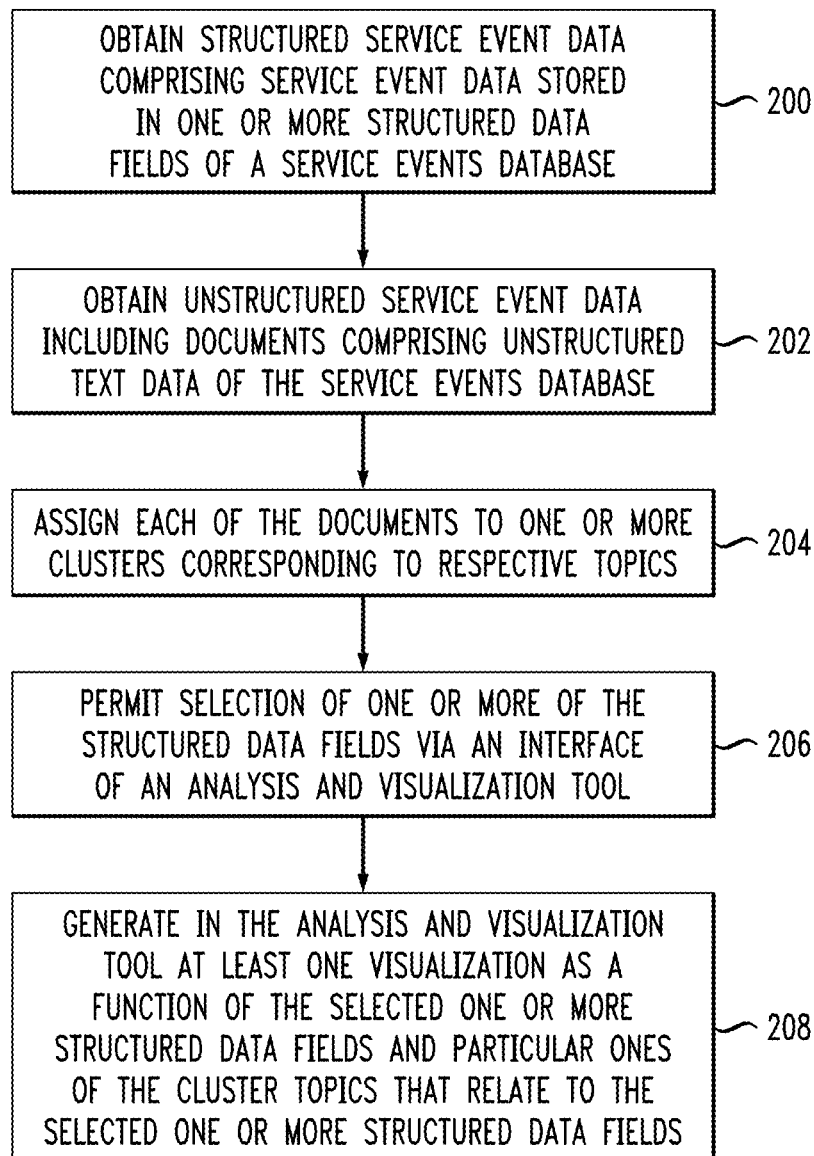 OBTAIN STRUCTURED SERVICE EVENT DATA
COMPRISING SERVICE EVENT DATA STORED
IN ONE OR MORE STRUCTURED DATA
FIELDS OF A SERVICE EVENTS DATABASE
200
OBTAIN UNSTRUCTURED SERVICE EVENT DATA
INCLUDING DOCUMENTS COMPRISING UNSTRUCTURED
TEXT DATA OF THE SERVICE EVENTS DATABASE
202
ASSIGN EACH OF THE DOCUMENTS TO ONE OR MORE
CLUSTERS CORRESPONDING TO RESPECTIVE TOPICS
204
PERMIT SELECTION OF ONE OR MORE OF THE
STRUCTURED DATA FIELDS VIA AN INTERFACE
OF AN ANALYSIS AND VISUALIZATION TOOL
206
GENERATE IN THE ANALYSIS AND VISUALIZATION
TOOL AT LEAST ONE VISUALIZATION AS A
FUNCTION OF THE SELECTED ONE OR MORE
STRUCTURED DATA FIELDS AND PARTICULAR ONES
OF THE CLUSTER TOPICS THAT RELATE TO THE
SELECTED ONE OR MORE STRUCTURED DATA FIELDS
208